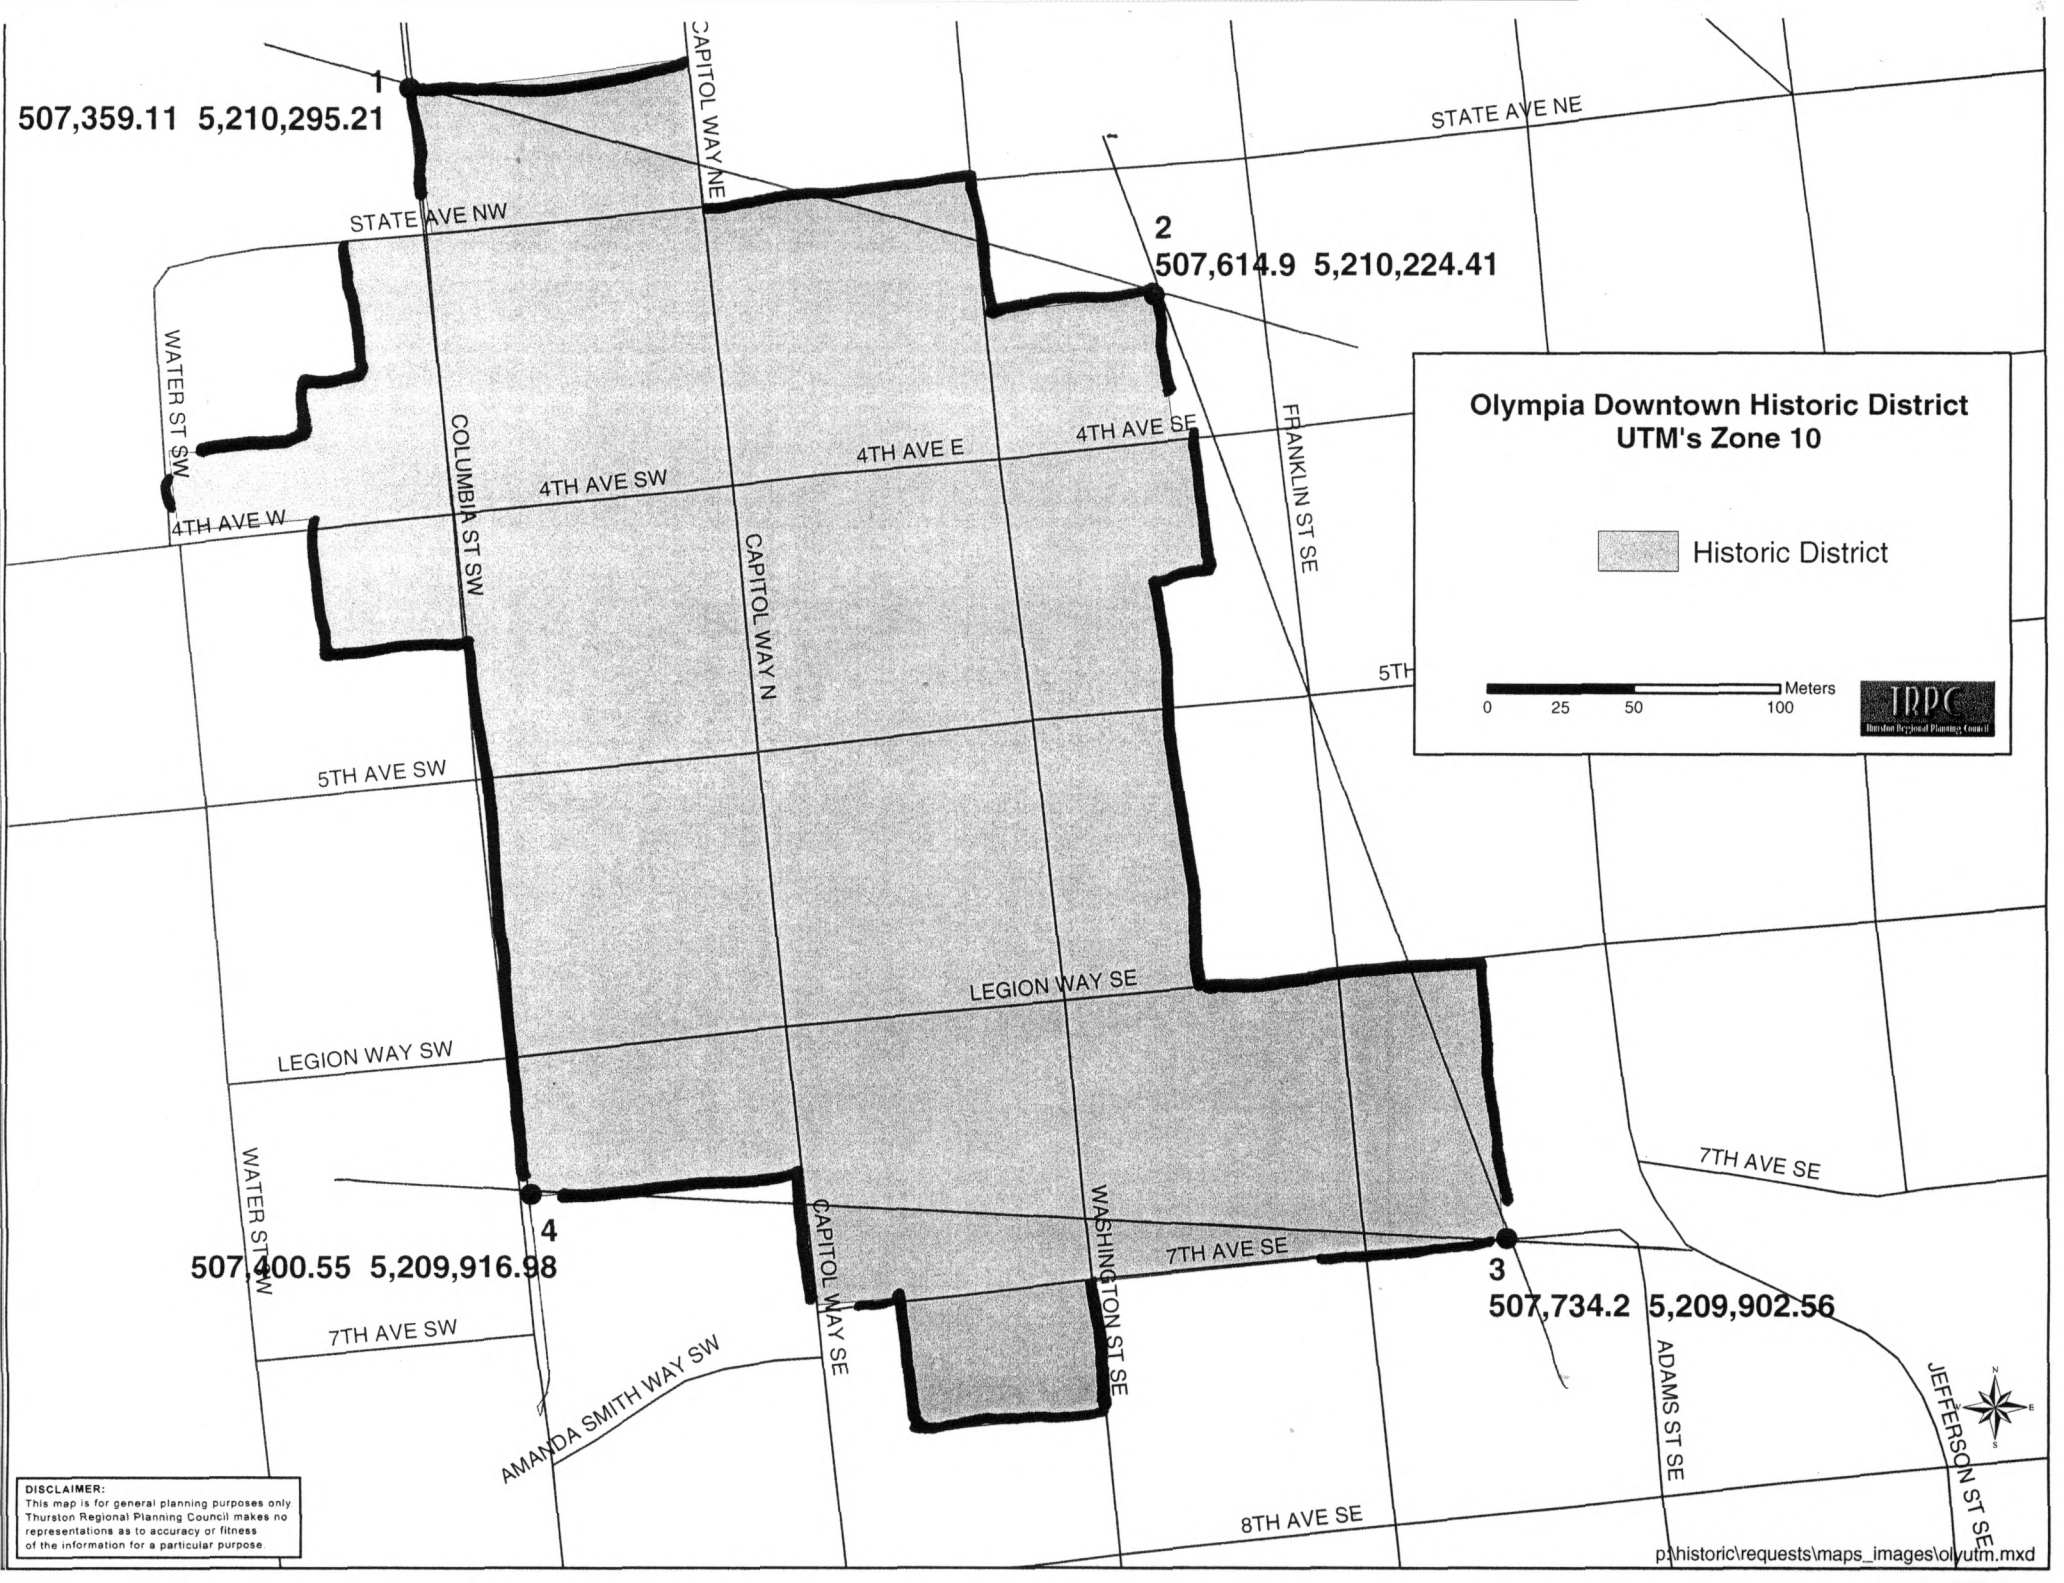 CAPITOL WAY NE
1
507,359.11 5,210,295.21
STATE AVE NE
STATE AVE NW
2
507,614.9 5,210,224.41
WATER ST SW
COLUMBIA ST SW
4TH AVE SE
4TH AVE E
4TH AVE SW
4TH AVE W
FRANKLIN ST SE
Olympia Downtown Historic District
UTM's Zone 10
Historic District
CAPITOL WAY N
5TH
Meters
0 25 50 100
TRPC
Thurston Regional Planning Council
5TH AVE SW
LEGION WAY SE
LEGION WAY SW
WATER ST SW
7TH AVE SE
4
507,400.55 5,209,916.98
CAPITOL WAY SE
WASHINGTON ST SE
7TH AVE SE
3
507,734.2 5,209,902.56
7TH AVE SW
AMANDA SMITH WAY SW
ADAMS ST SE
JEFFERSON ST SE
N
W
E
S
8TH AVE SE
DISCLAIMER:
This map is for general planning purposes only.
Thurston Regional Planning Council makes no
representations as to accuracy or fitness
of the information for a particular purpose.
p:\historic\requests\maps_images\olyutm.mxd